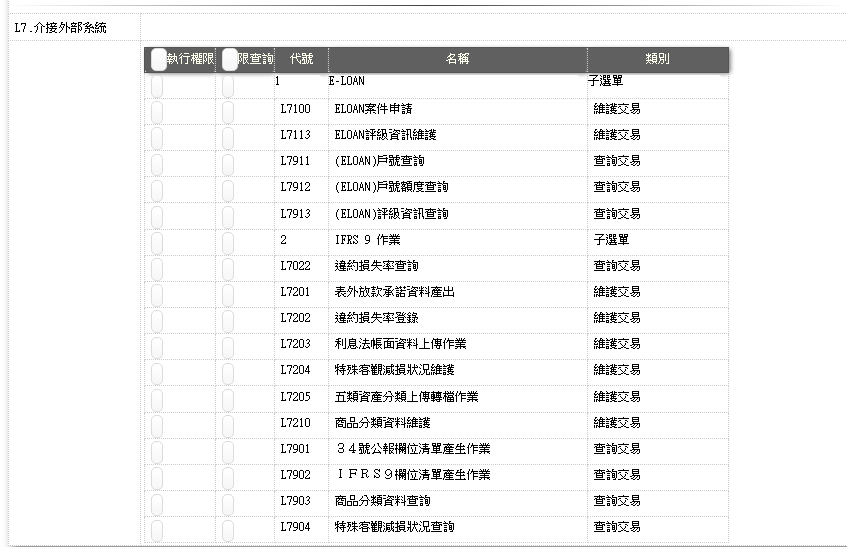 L7.介接外部系統
執行權限 限查詢 代號 名稱 類別
1 E-LOAN 子選單
L7100 ELOAN案件申請 維護交易
L7113 ELOAN評級資訊維護 維護交易
L7911 (ELOAN)戶號查詢 查詢交易
L7912 (ELOAN)戶號額度查詢 查詢交易
L7913 (ELOAN)評級資訊查詢 查詢交易
2 IFRS 9 作業 子選單
L7022 違約損失率查詢 查詢交易
L7201 表外放款承諾資料產出 維護交易
L7202 違約損失率登錄 維護交易
L7203 利息法帳面資料上傳作業 維護交易
L7204 特殊客觀減損狀況維護 維護交易
L7205 五類資產分類上傳轉檔作業 維護交易
L7210 商品分類資料維護 維護交易
L7901 ３４號公報欄位清單產生作業 查詢交易
L7902 ＩＦＲＳ９欄位清單產生作業 查詢交易
L7903 商品分類資料查詢 查詢交易
L7904 特殊客觀減損狀況查詢 查詢交易